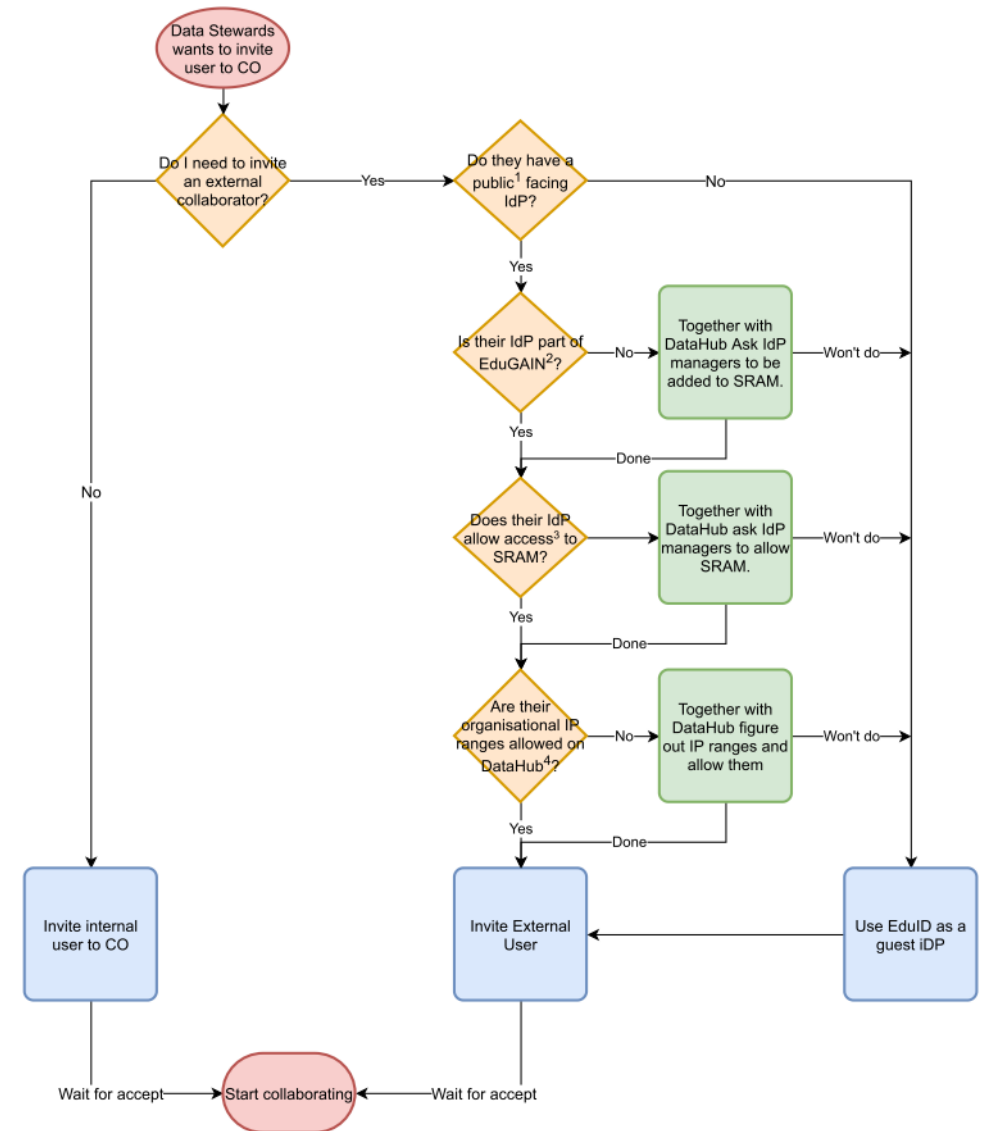 Data Stewards
wants to invite
user to CO
Do I need to invite
an external
collaborator?
Yes
Do they have a
public¹ facing
IdP?
No
Yes
Is their IdP part of
EduGAIN²?
No
Together with
DataHub Ask IdP
managers to be
added to SRAM.
Won't do
Yes
Done
No
Does their IdP
allow access³ to
SRAM?
Together with
DataHub ask IdP
managers to allow
SRAM.
Won't do
Yes
Done
Are their
organisational IP
ranges allowed on
DataHub⁴?
No
Together with
DataHub figure
out IP ranges and
allow them
Won't do
Yes
Done
Invite internal
user to CO
Invite External
User
Use EduID as a
guest iDP
Wait for accept
Start collaborating
Wait for accept